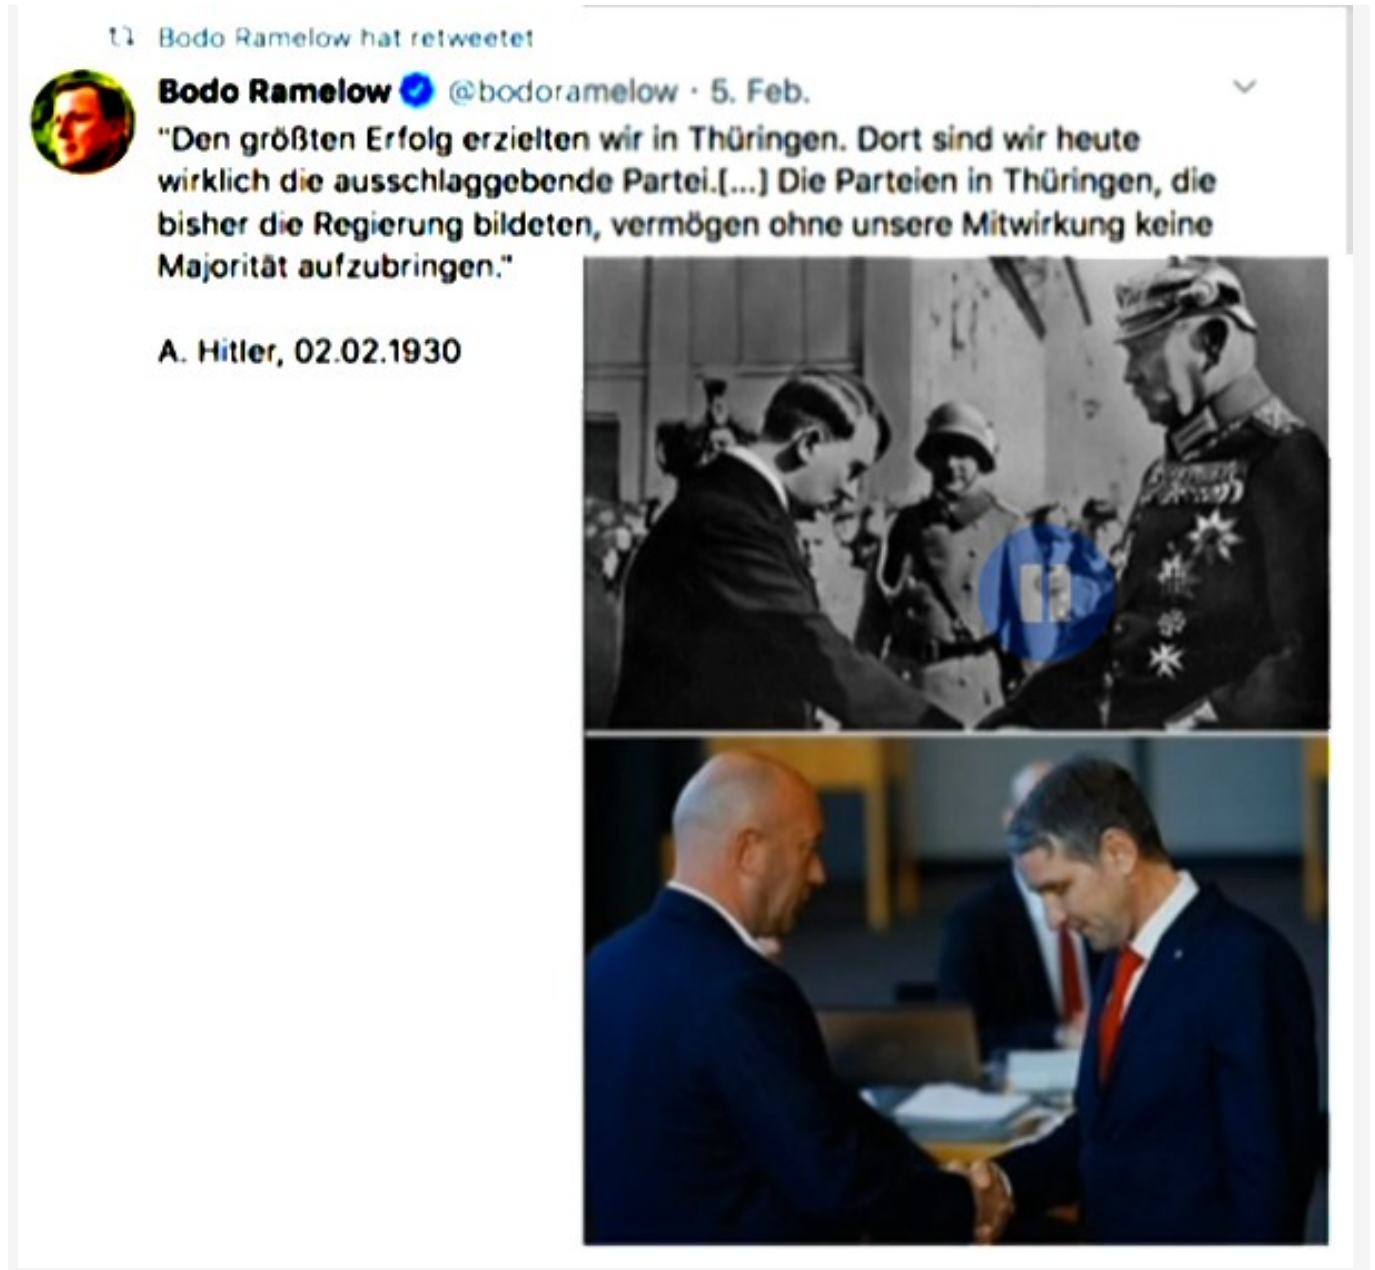 Bodo Ramelow hat retweetet
Bodo Ramelow @bodoramelow · 5. Feb.
"Den größten Erfolg erzielten wir in Thüringen. Dort sind wir heute
wirklich die ausschlaggebende Partei.[...] Die Parteien in Thüringen, die
bisher die Regierung bildeten, vermögen ohne unsere Mitwirkung keine
Majorität aufzubringen."
A. Hitler, 02.02.1930